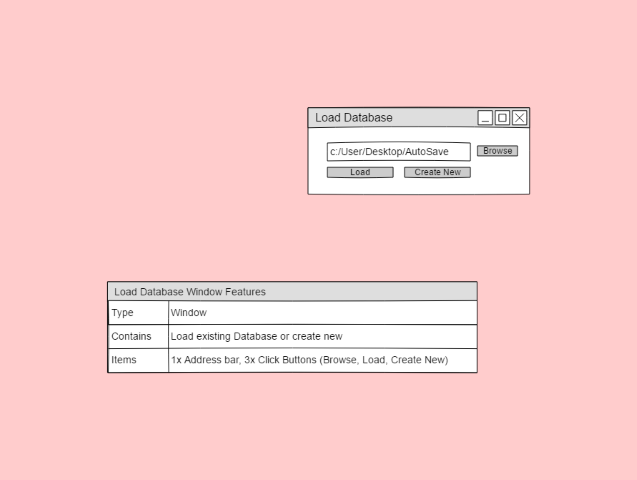 Load Database
c:/User/Desktop/AutoSave
Browse
Load
Create New
Load Database Window Features
Type Window
Contains Load existing Database or create new
Items 1x Address bar, 3x Click Buttons (Browse, Load, Create New)